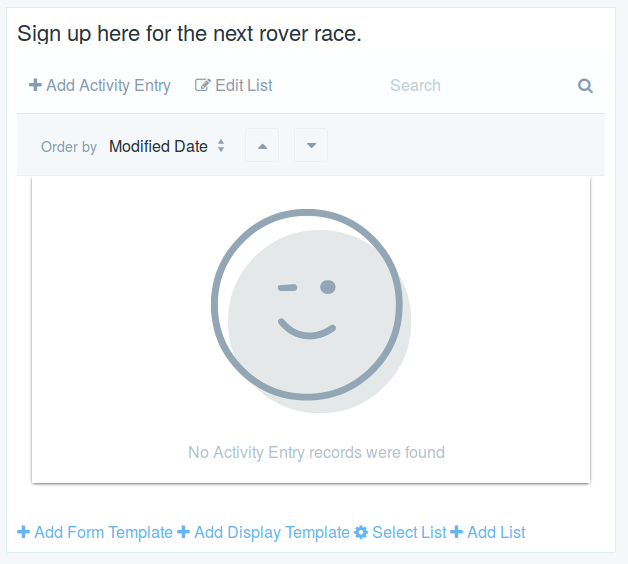 Sign up here for the next rover race.
Add Activity Entry Edit List Search
Order by Modified Date
No Activity Entry records were found
Add Form Template Add Display Template Select List Add List